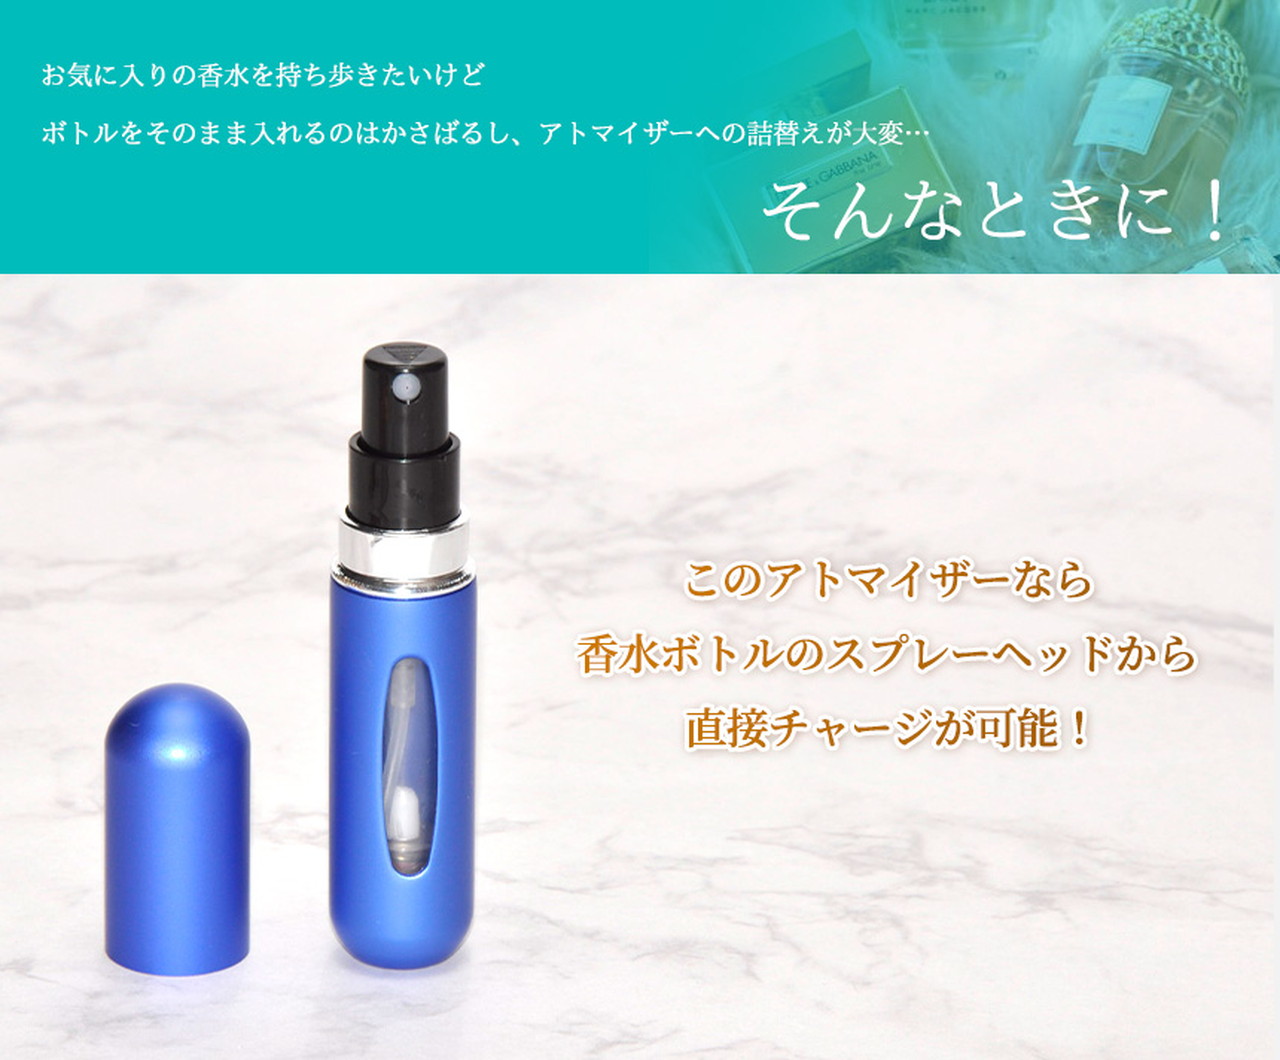 お気に入りの香水を持ち歩きたいけど
ボトルをそのまま入れるのはかさばるし、アトマイザーへの詰替えが大変…
そんなときに！
MARC JACOBS
& GABBANA
このアトマイザーなら
香水ボトルのスプレーヘッドから
直接チャージが可能！